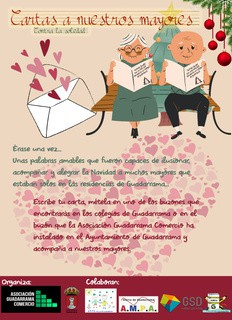 Cartas a nuestros mayores
Contra la soledad
Érase una vez...
Unas palabras amables que fueron capaces de ilusionar,
acompañar y alegrar la Navidad a muchos mayores que
estaban solos en las residencias de Guadarrama...
Escribe tu carta, métela en uno de los buzones que
encontrarás en los colegios de Guadarrama o en el
buzón que la Asociación Guadarrama Comercio ha
instalado en el Ayuntamiento de Guadarrama y
acompaña a nuestros mayores.
Organiza:
Colaboran:
ASOCIACIÓN
GUADARRAMA
COMERCIO
A.M.P.A.
GSD